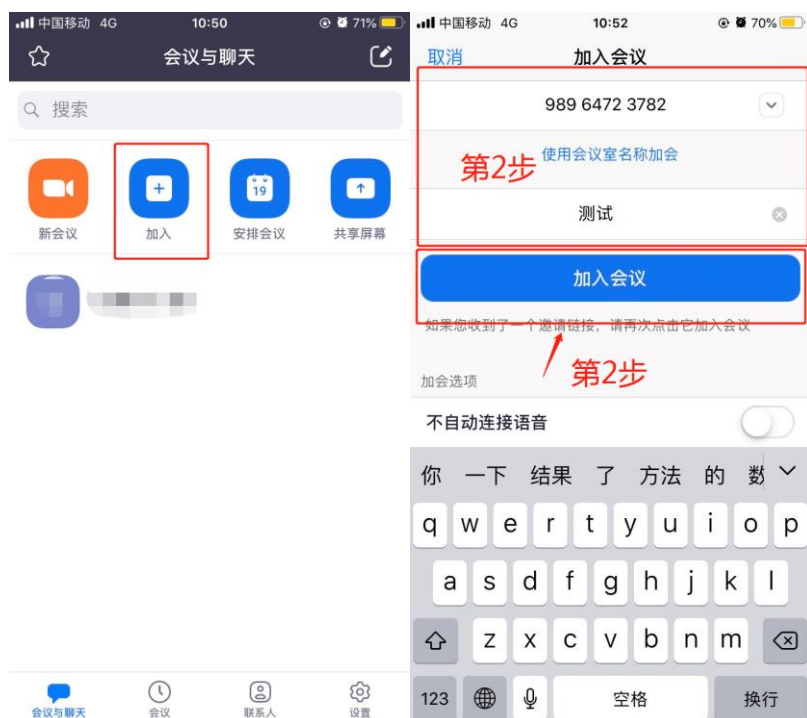 中国移动 4G 10:50 71%
会议与聊天
搜索
19
新会议 加入 安排会议 共享屏幕
会议与聊天 会议 联系人 设置
中国移动 4G 10:52 70%
取消 加入会议
989 6472 3782
使用会议室名称加会
第2步
测试
加入会议
如果您收到了一个邀请链接，请再次点击它加入会议
第2步
加会选项
不自动连接语音
你 一下 结果 了 方法 的 数
q w e r t y u i o p
a s d f g h j k l
z x c v b n m
123 空格 换行